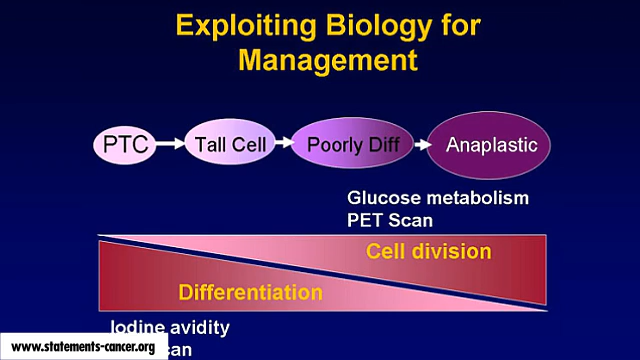 Exploiting Biology for
Management
PTC
Tall Cell
Poorly Diff
Anaplastic
Glucose metabolism
PET Scan
Cell division
Differentiation
Iodine avidity
www.statements-cancer.org